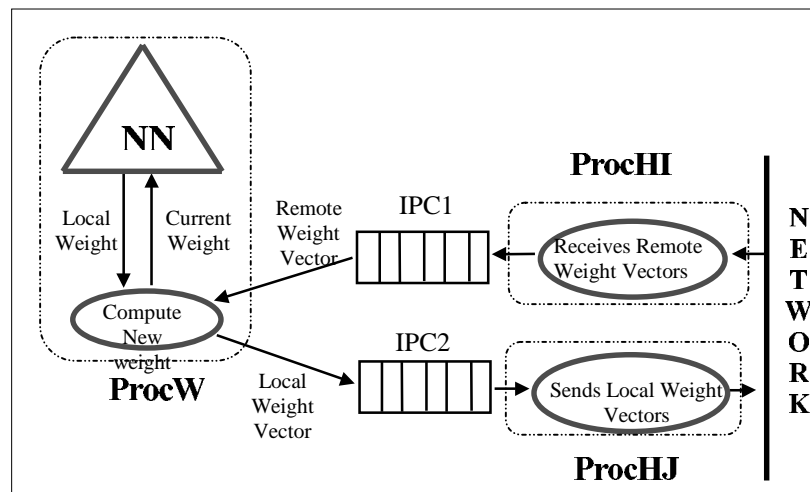 NN
Local
Weight
Current
Weight
Compute
New
weight
ProcW
Remote
Weight
Vector
IPC1
ProcHI
Receives Remote
Weight Vectors
Local
Weight
Vector
IPC2
Sends Local Weight
Vectors
ProcHJ
N
E
T
W
O
R
K